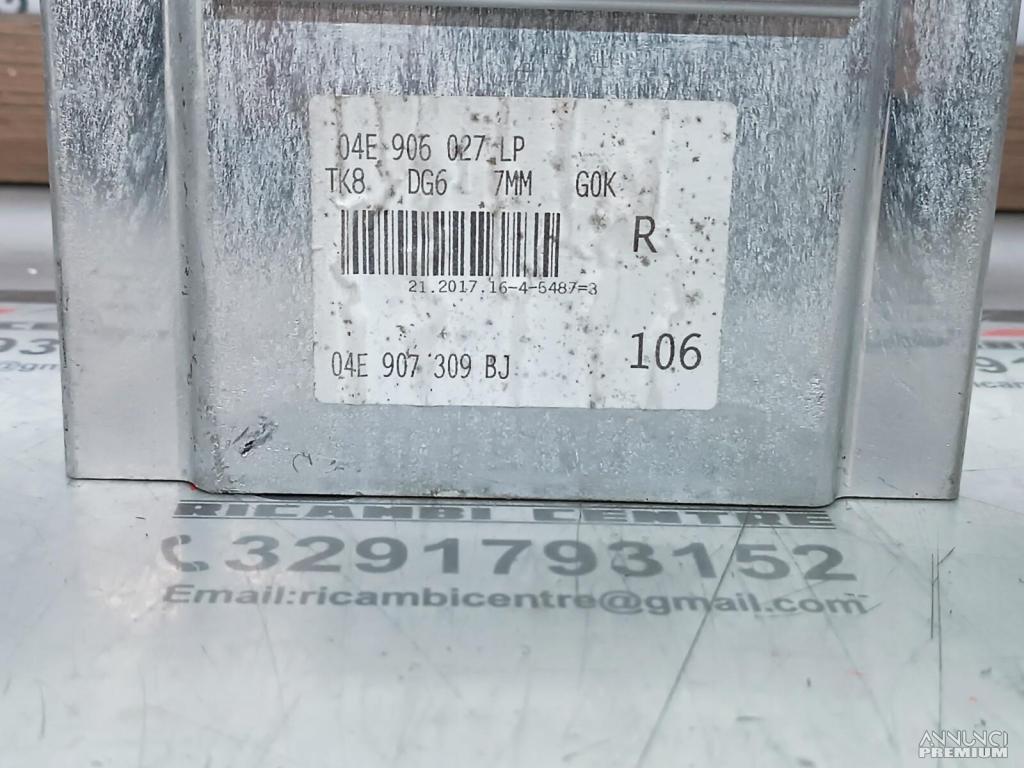 04E 906 027 LP
TK8 DG6 7MM G0K
R
21.2017.16-4-5487=3
04E 907 309 BJ
106
RICAMBI CENTRE
3291793152
Email:ricambicentre@gmail.com
ANNUNCI
PREMIUM